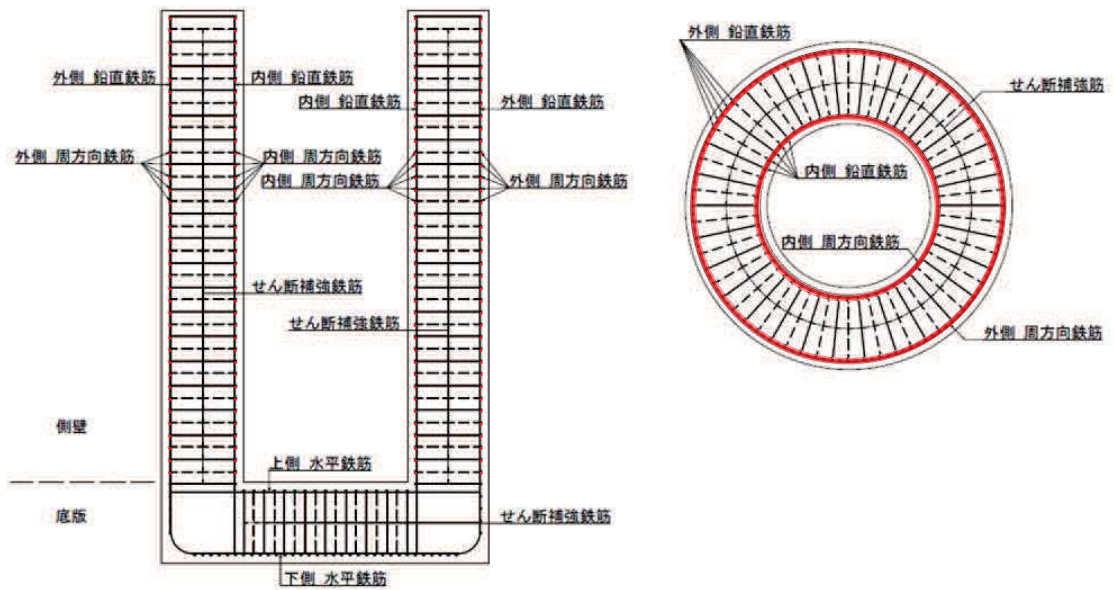 外側 鉛直鉄筋
内側 鉛直鉄筋
内側 鉛直鉄筋
外側 鉛直鉄筋
外側 周方向鉄筋
内側 周方向鉄筋
内側 周方向鉄筋
外側 周方向鉄筋
せん断補強鉄筋
せん断補強鉄筋
側壁
上側 水平鉄筋
底版
せん断補強鉄筋
下側 水平鉄筋
外側 鉛直鉄筋
せん断補強筋
内側 鉛直鉄筋
内側 周方向鉄筋
外側 周方向鉄筋